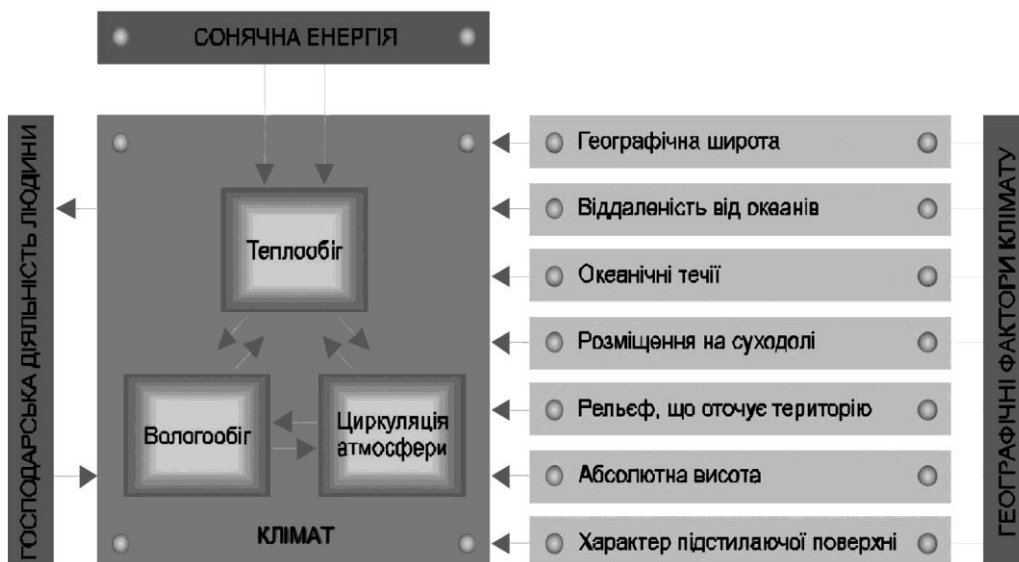 СОНЯЧНА ЕНЕРГІЯ
ГОСПОДАРСЬКА ДІЯЛЬНІСТЬ ЛЮДИНИ
Теплообіг
Вологообіг
Циркуляція
атмосфери
КЛІМАТ
Географічна широта
Віддаленість від океанів
Океанічні течії
Розміщення на суходолі
Рельєф, що оточує територію
Абсолютна висота
Характер підстилаючої поверхні
ГЕОГРАФІЧНІ ФАКТОРИ КЛІМАТУ